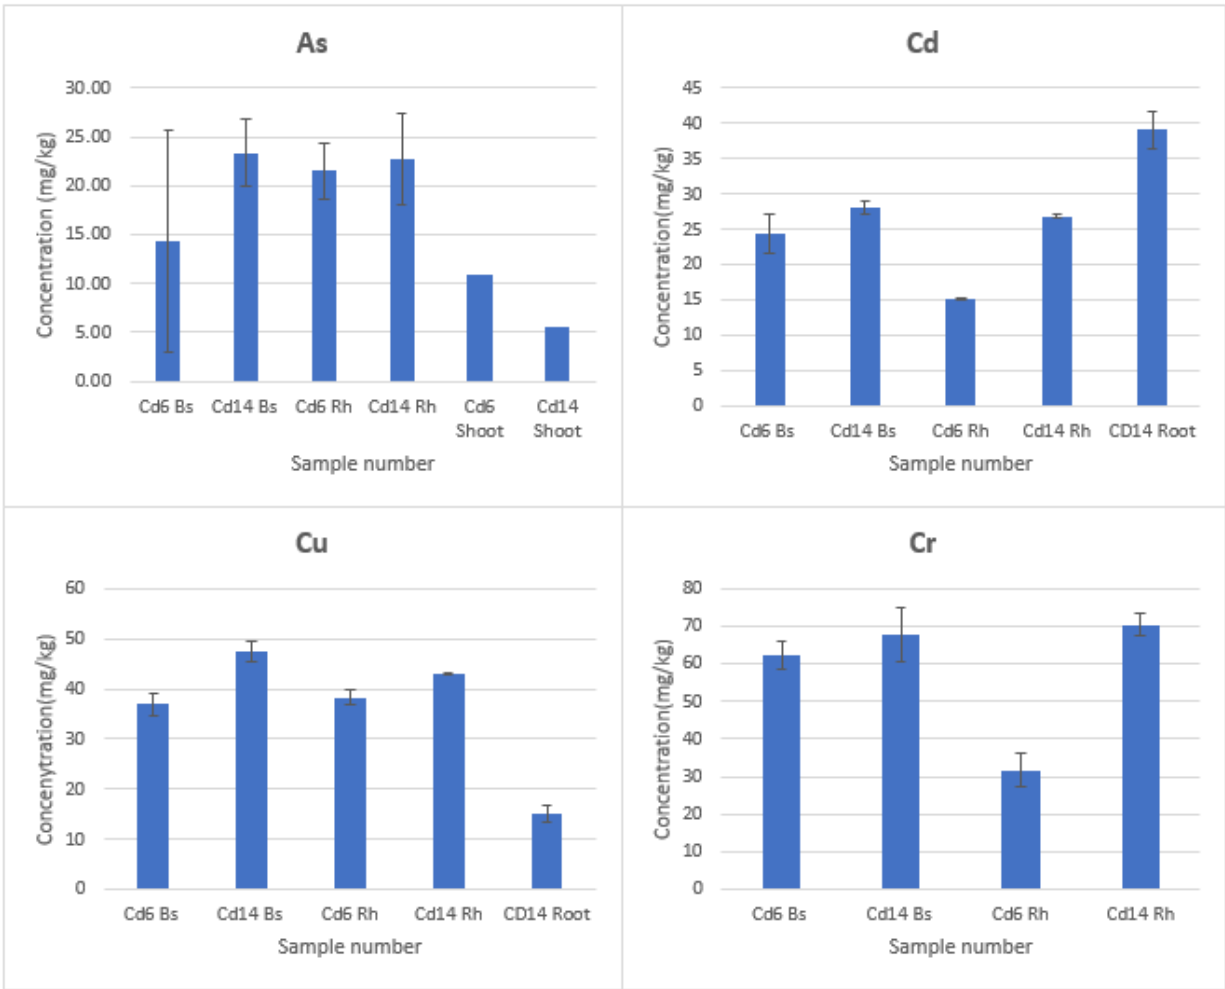 As
Concentration (mg/kg)
30.00
25.00
20.00
15.00
10.00
5.00
0.00
Cd6 Bs
Cd14 Bs
Cd6 Rh
Cd14 Rh
Cd6
Shoot
Cd14
Shoot
Sample number
Cd
Concentration(mg/kg)
45
40
35
30
25
20
15
10
5
0
Cd6 Bs
Cd14 Bs
Cd6 Rh
Cd14 Rh
CD14 Root
Sample number
Cu
Concenytration(mg/kg)
60
50
40
30
20
10
0
Cd6 Bs
Cd14 Bs
Cd6 Rh
Cd14 Rh
CD14 Root
Sample number
Cr
Concentration(mg/kg)
80
70
60
50
40
30
20
10
0
Cd6 Bs
Cd14 Bs
Cd6 Rh
Cd14 Rh
Sample number